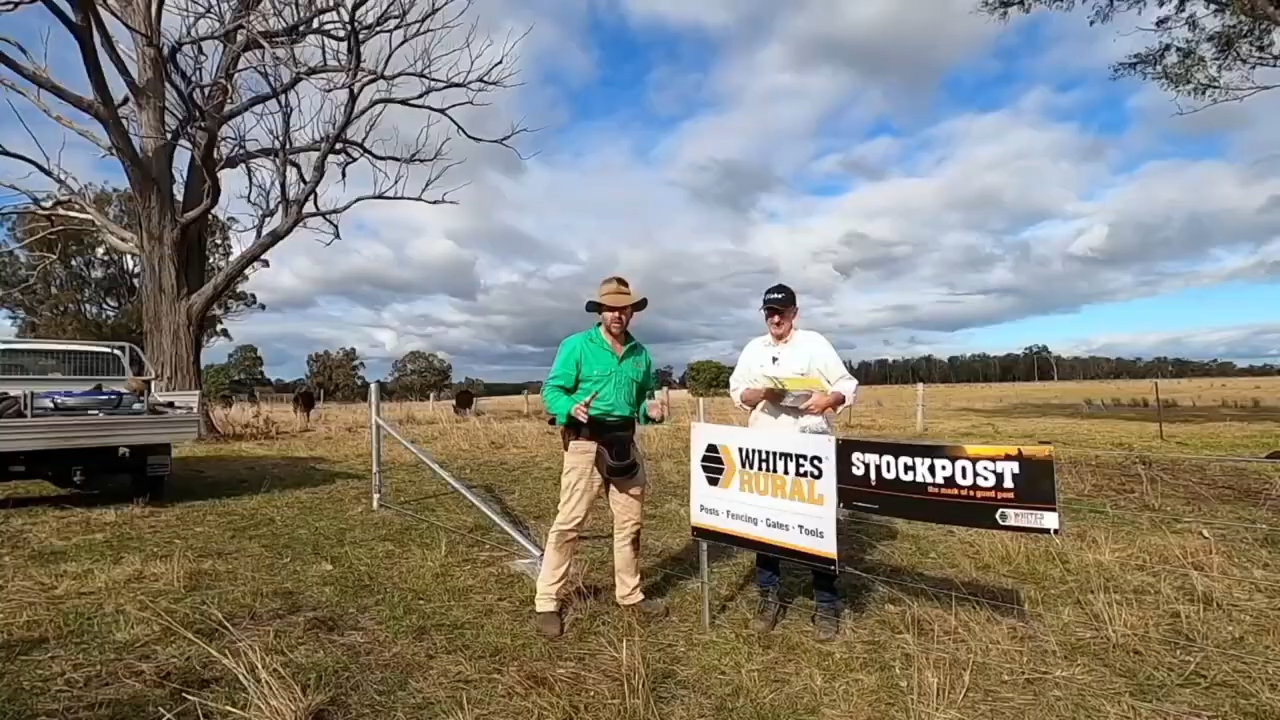 WHITES
RURAL
Posts · Fencing · Gates · Tools
STOCKPOST
the mark of a good post
WHITES
RURAL